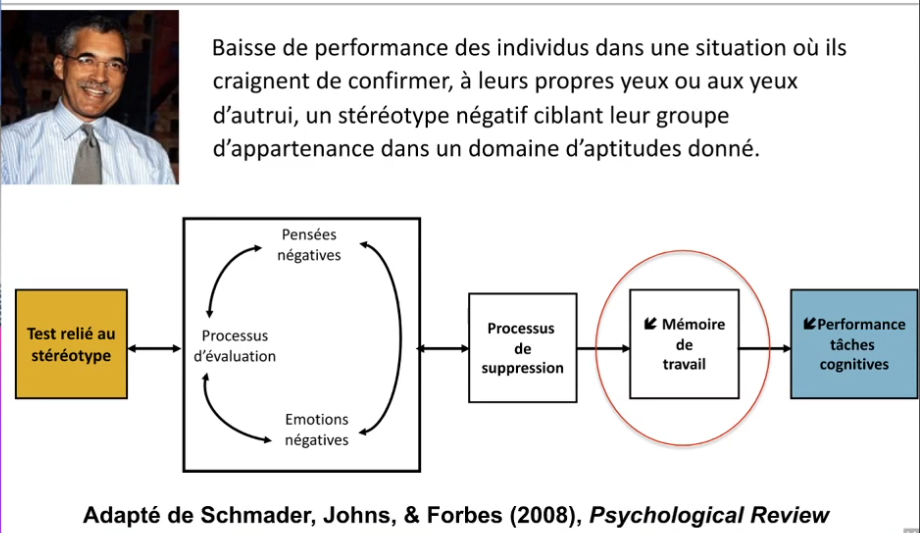 Baisse de performance des individus dans une situation où ils
craignent de confirmer, à leurs propres yeux ou aux yeux
d'autrui, un stéréotype négatif ciblant leur groupe
d'appartenance dans un domaine d'aptitudes donné.
Test relié au
stéréotype
Pensées
négatives
Processus
d'évaluation
Emotions
négatives
Processus
de
suppression
↙ Mémoire
de
travail
↙Performance
tâches
cognitives
Adapté de Schmader, Johns, & Forbes (2008), Psychological Review